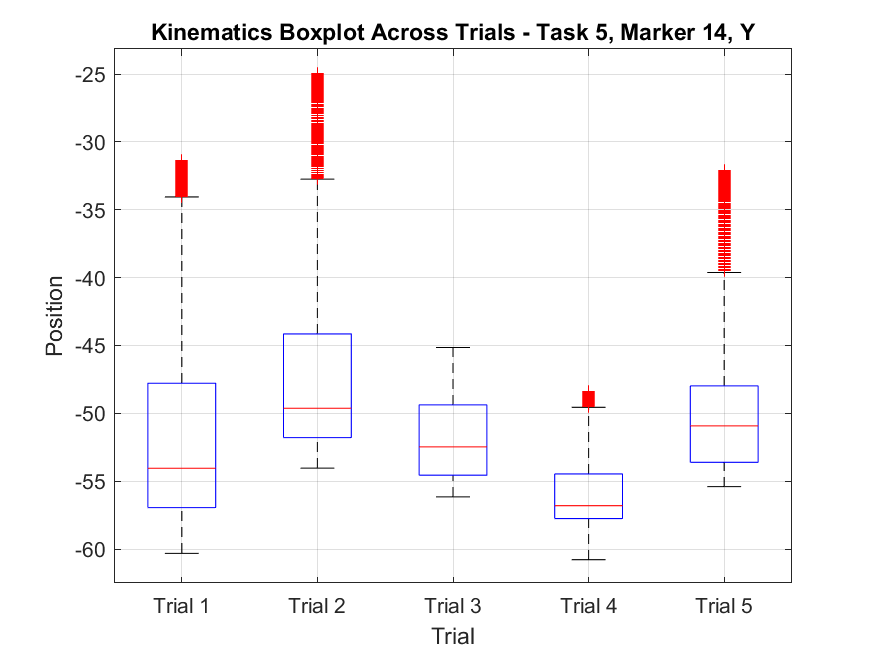 Kinematics Boxplot Across Trials - Task 5, Marker 14, Y
-25
-30
-35
-40
-45
-50
-55
-60
Position
Trial 1 Trial 2 Trial 3 Trial 4 Trial 5
Trial